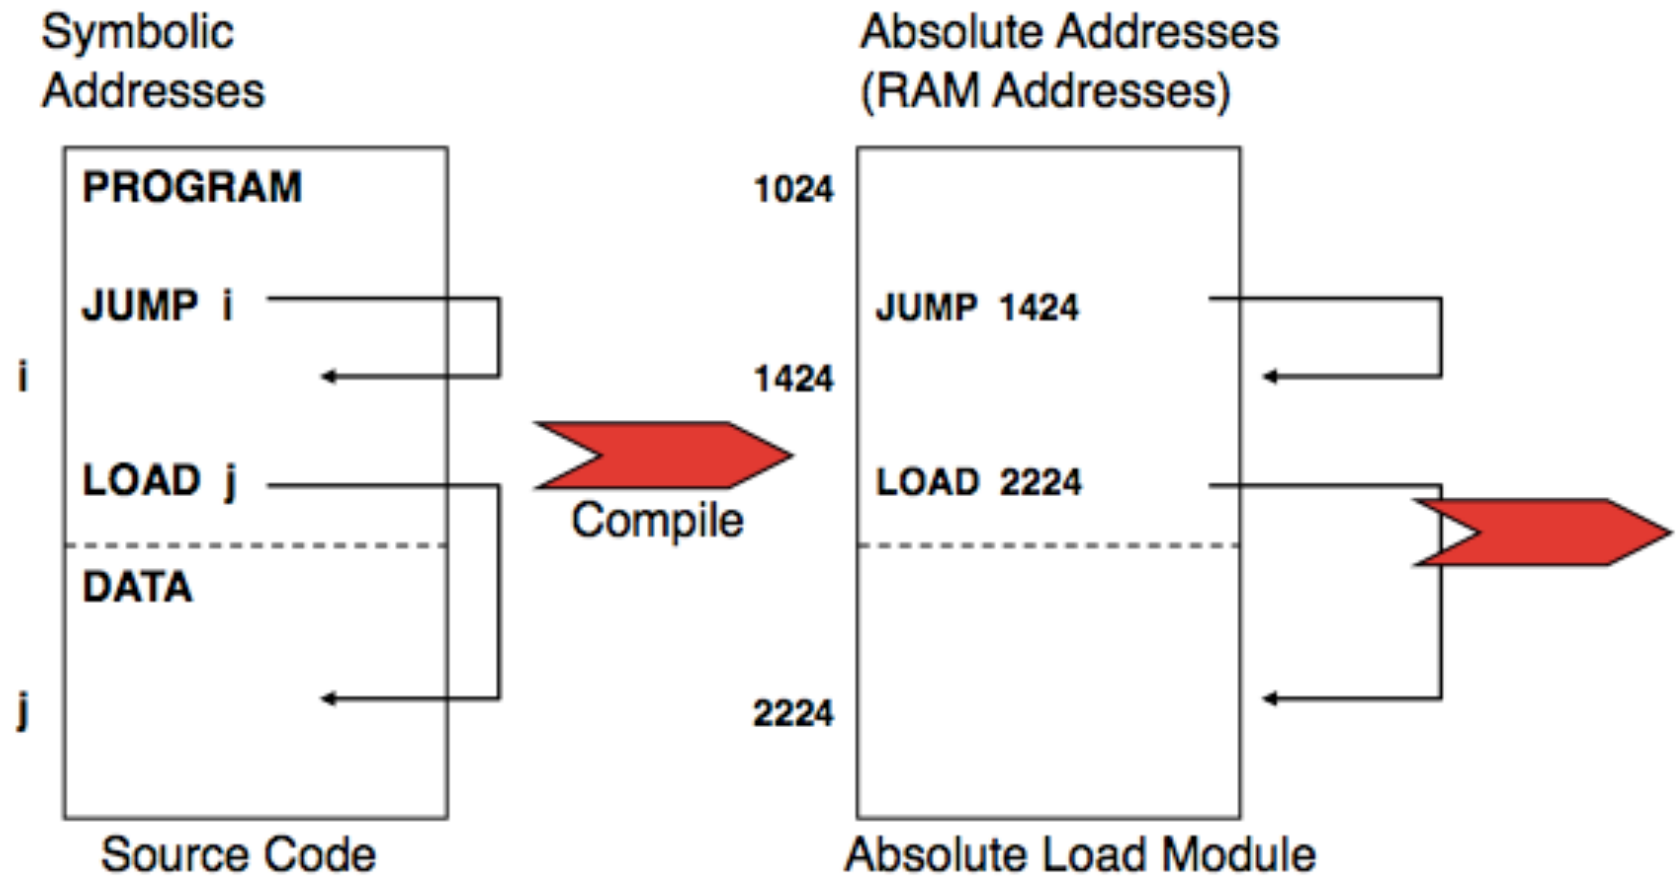 Symbolic
Addresses
PROGRAM
JUMP i
i
LOAD j
DATA
j
Source Code
Compile
Absolute Addresses
(RAM Addresses)
1024
JUMP 1424
1424
LOAD 2224
2224
Absolute Load Module